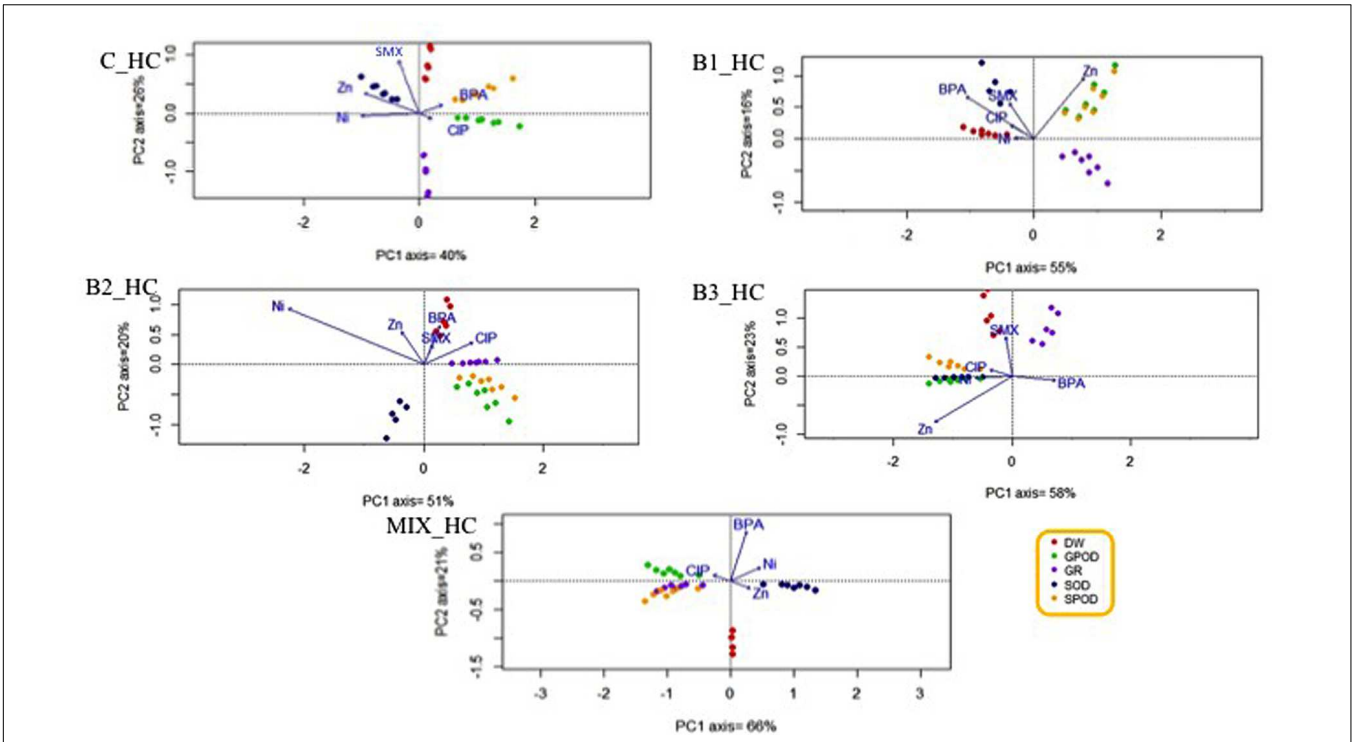 C_HC
PC2 axis=26%
1.0
0.0
-1.0
SMX
Zn
BPA
Ni
CIP
-2 0 2
PC1 axis= 40%
B1_HC
PC2 axis=16%
1.0
0.5
0.0
-1.0
Zn
BPA
SMX
CIP
Ni
-2 0 2
PC1 axis= 55%
B2_HC
PC2 axis=20%
1.0
0.5
0.0
-1.0
Ni
Zn
BPA
SMX
CIP
-2 0 2
PC1 axis= 51%
B3_HC
PC2 axis=23%
1.0
0.5
0.0
-1.0
SMX
CIP
Ni
BPA
Zn
-2 0 2
PC1 axis= 58%
MIX_HC
PC2 axis=21%
0.5
-0.5
-1.5
BPA
CIP
Ni
Zn
-3 -2 -1 0 1 2 3
PC1 axis= 66%
DW
GPOD
GR
SOD
SPOD